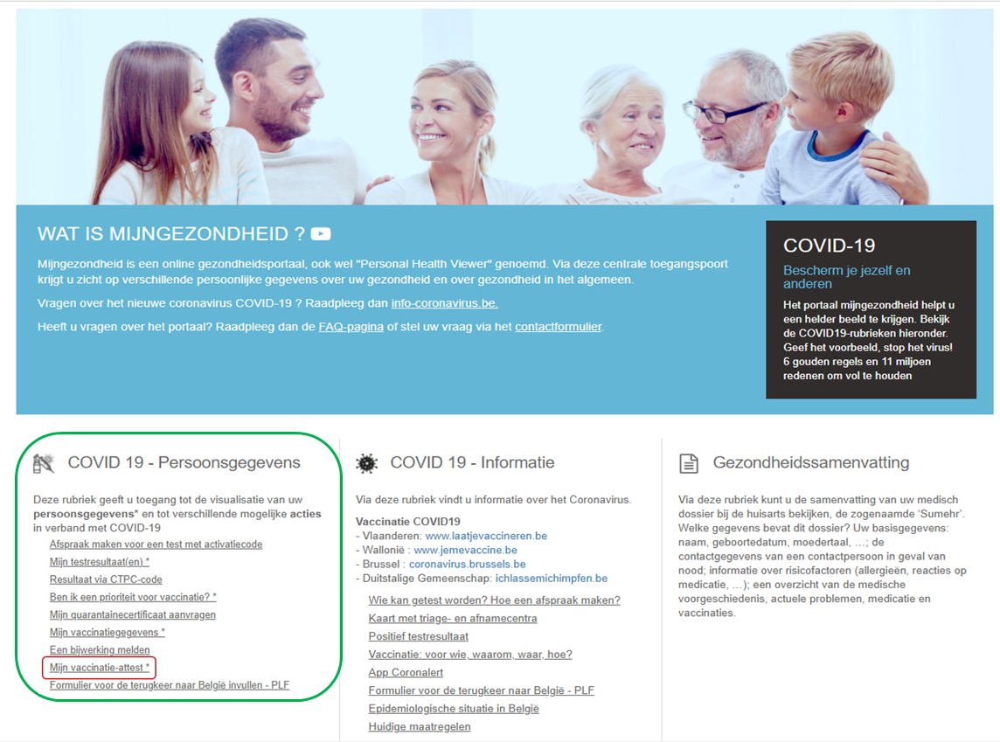 WAT IS MIJNGEZONDHEID ?
Mijngezondheid is een online gezondheidsportaal, ook wel "Personal Health Viewer" genoemd. Via deze centrale toegangspoort
krijgt u zicht op verschillende persoonlijke gegevens over uw gezondheid en over gezondheid in het algemeen.
Vragen over het nieuwe coronavirus COVID-19 ? Raadpleeg dan info-coronavirus.be.
Heeft u vragen over het portaal? Raadpleeg dan de FAQ-pagina of stel uw vraag via het contactformulier.
COVID-19
Bescherm je jezelf en
anderen
Het portaal mijngezondheid helpt u
een helder beeld te krijgen. Bekijk
de COVID19-rubrieken hieronder.
Geef het voorbeeld, stop het virus!
6 gouden regels en 11 miljoen
redenen om vol te houden
COVID 19 - Persoonsgegevens
Deze rubriek geeft u toegang tot de visualisatie van uw
persoonsgegevens* en tot verschillende mogelijke acties
in verband met COVID-19
Afspraak maken voor een test met activatiecode
Mijn testresultaat(en) *
Resultaat via CTPC-code
Ben ik een prioriteit voor vaccinatie? *
Mijn quarantainecertificaat aanvragen
Mijn vaccinatiegegevens *
Een bijwerking melden
Mijn vaccinatie-attest *
Formulier voor de terugkeer naar België invullen - PLF
COVID 19 - Informatie
Via deze rubriek vindt u informatie over het Coronavirus.
Vaccinatie COVID19
- Vlaanderen: www.laatjevaccineren.be
- Wallonië : www.jemevaccine.be
- Brussel : coronavirus.brussels.be
- Duitstalige Gemeenschap: ichlassemichimpfen.be
Wie kan getest worden? Hoe een afspraak maken?
Kaart met triage- en afnamecentra
Positief testresultaat
Vaccinatie: voor wie, waarom, waar, hoe?
App Coronalert
Formulier voor de terugkeer naar België - PLF
Epidemiologische situatie in België
Huidige maatregelen
Gezondheidssamenvatting
Via deze rubriek kunt u de samenvatting van uw medisch
dossier bij de huisarts bekijken, de zogenaamde ‘Sumehr’.
Welke gegevens bevat dit dossier? Uw basisgegevens:
naam, geboortedatum, moedertaal, …; de
contactgegevens van een contactpersoon in geval van
nood; informatie over risicofactoren (allergieën, reacties op
medicatie, …); een overzicht van de medische
voorgeschiedenis, actuele problemen, medicatie en
vaccinaties.